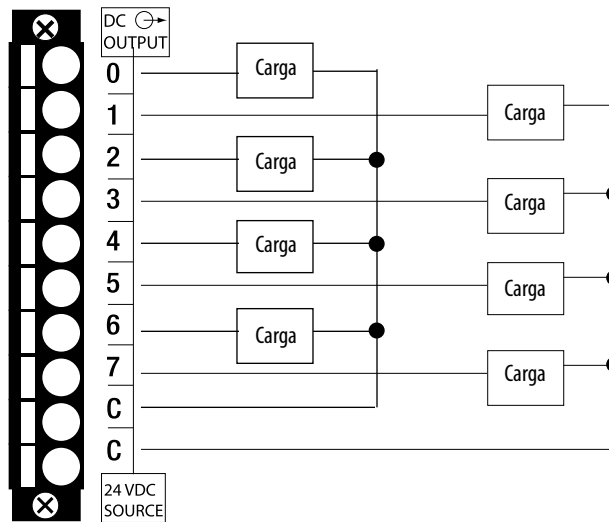 DC
OUTPUT
0 Carga
1 Carga
2 Carga
3 Carga
4 Carga
5 Carga
6 Carga
7 Carga
C
C
24 VDC
SOURCE